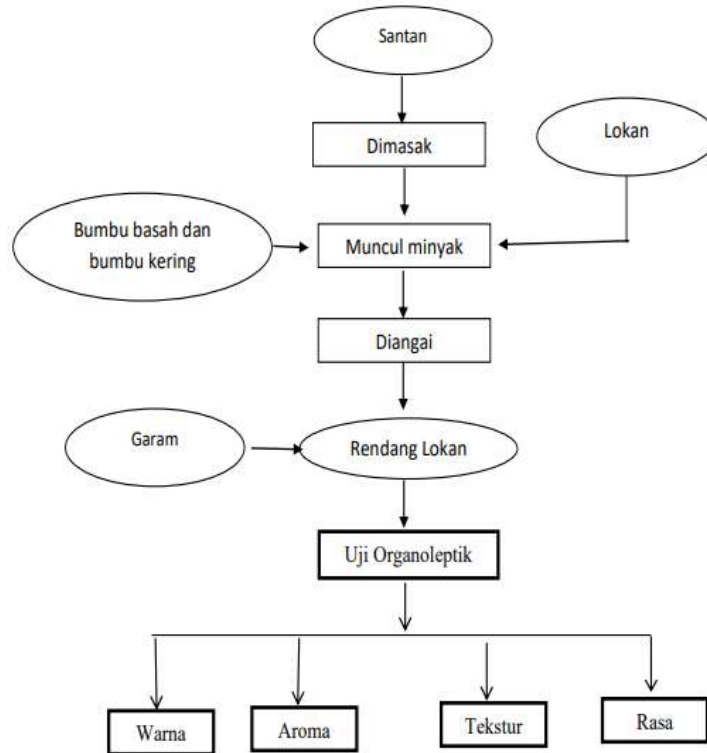 Santan
Dimasak
Lokan
Bumbu basah dan
bumbu kering
Muncul minyak
Diangai
Garam
Rendang Lokan
Uji Organoleptik
Warna
Aroma
Tekstur
Rasa